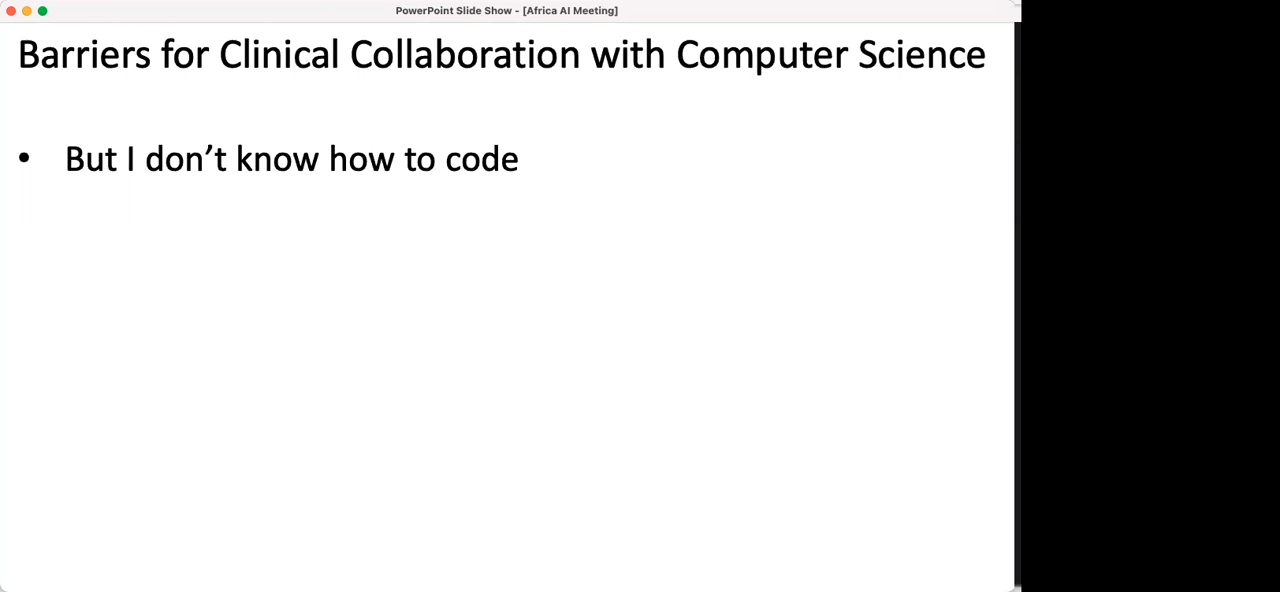 PowerPoint Slide Show - [Africa AI Meeting]
Barriers for Clinical Collaboration with Computer Science
• But I don’t know how to code